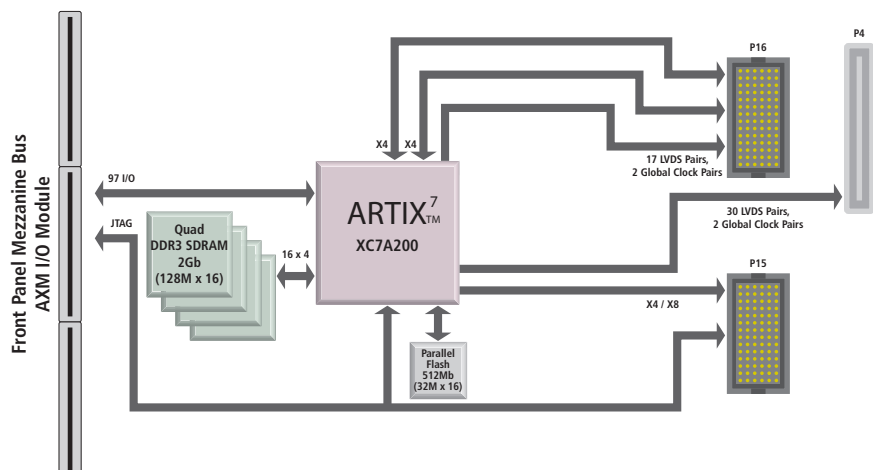 P16
P4
X4
X4
17 LVDS Pairs,
2 Global Clock Pairs
Front Panel Mezzanine Bus
AXM I/O Module
97 I/O
JTAG
Quad
DDR3 SDRAM
2Gb
(128M x 16)
16 x 4
ARTIX 7 TM
XC7A200
30 LVDS Pairs,
2 Global Clock Pairs
P15
X4 / X8
Parallel
Flash
512Mb
(32M x 16)